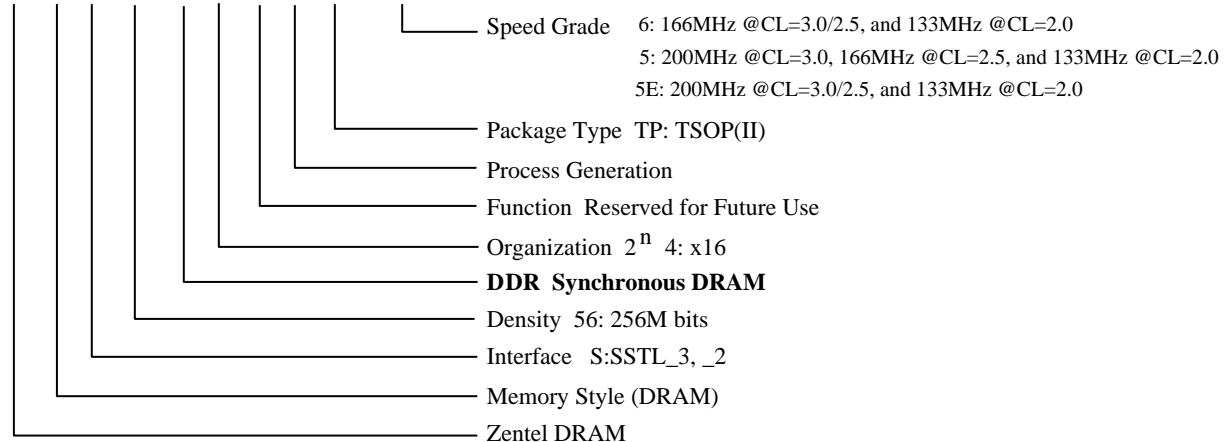 Speed Grade 6: 166MHz @CL=3.0/2.5, and 133MHz @CL=2.0
5: 200MHz @CL=3.0, 166MHz @CL=2.5, and 133MHz @CL=2.0
5E: 200MHz @CL=3.0/2.5, and 133MHz @CL=2.0
Package Type TP: TSOP(II)
Process Generation
Function Reserved for Future Use
Organization 2^n 4: x16
DDR Synchronous DRAM
Density 56: 256M bits
Interface S:SSTL_3, _2
Memory Style (DRAM)
Zentel DRAM